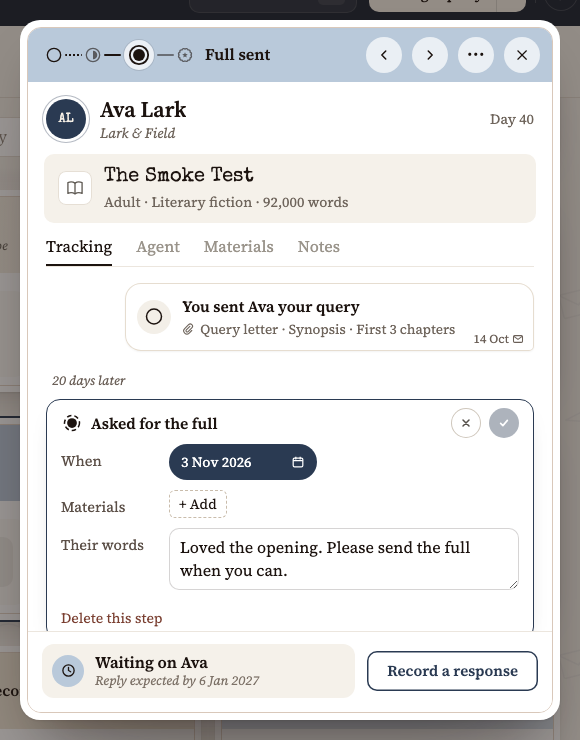 Full sent
AL
Ava Lark
Lark & Field
Day 40
The Smoke Test
Adult · Literary fiction · 92,000 words
Tracking
Agent
Materials
Notes
You sent Ava your query
Query letter · Synopsis · First 3 chapters
14 Oct
20 days later
Asked for the full
When
3 Nov 2026
Materials
+ Add
Their words
Loved the opening. Please send the full
when you can.
Delete this step
Waiting on Ava
Reply expected by 6 Jan 2027
Record a response